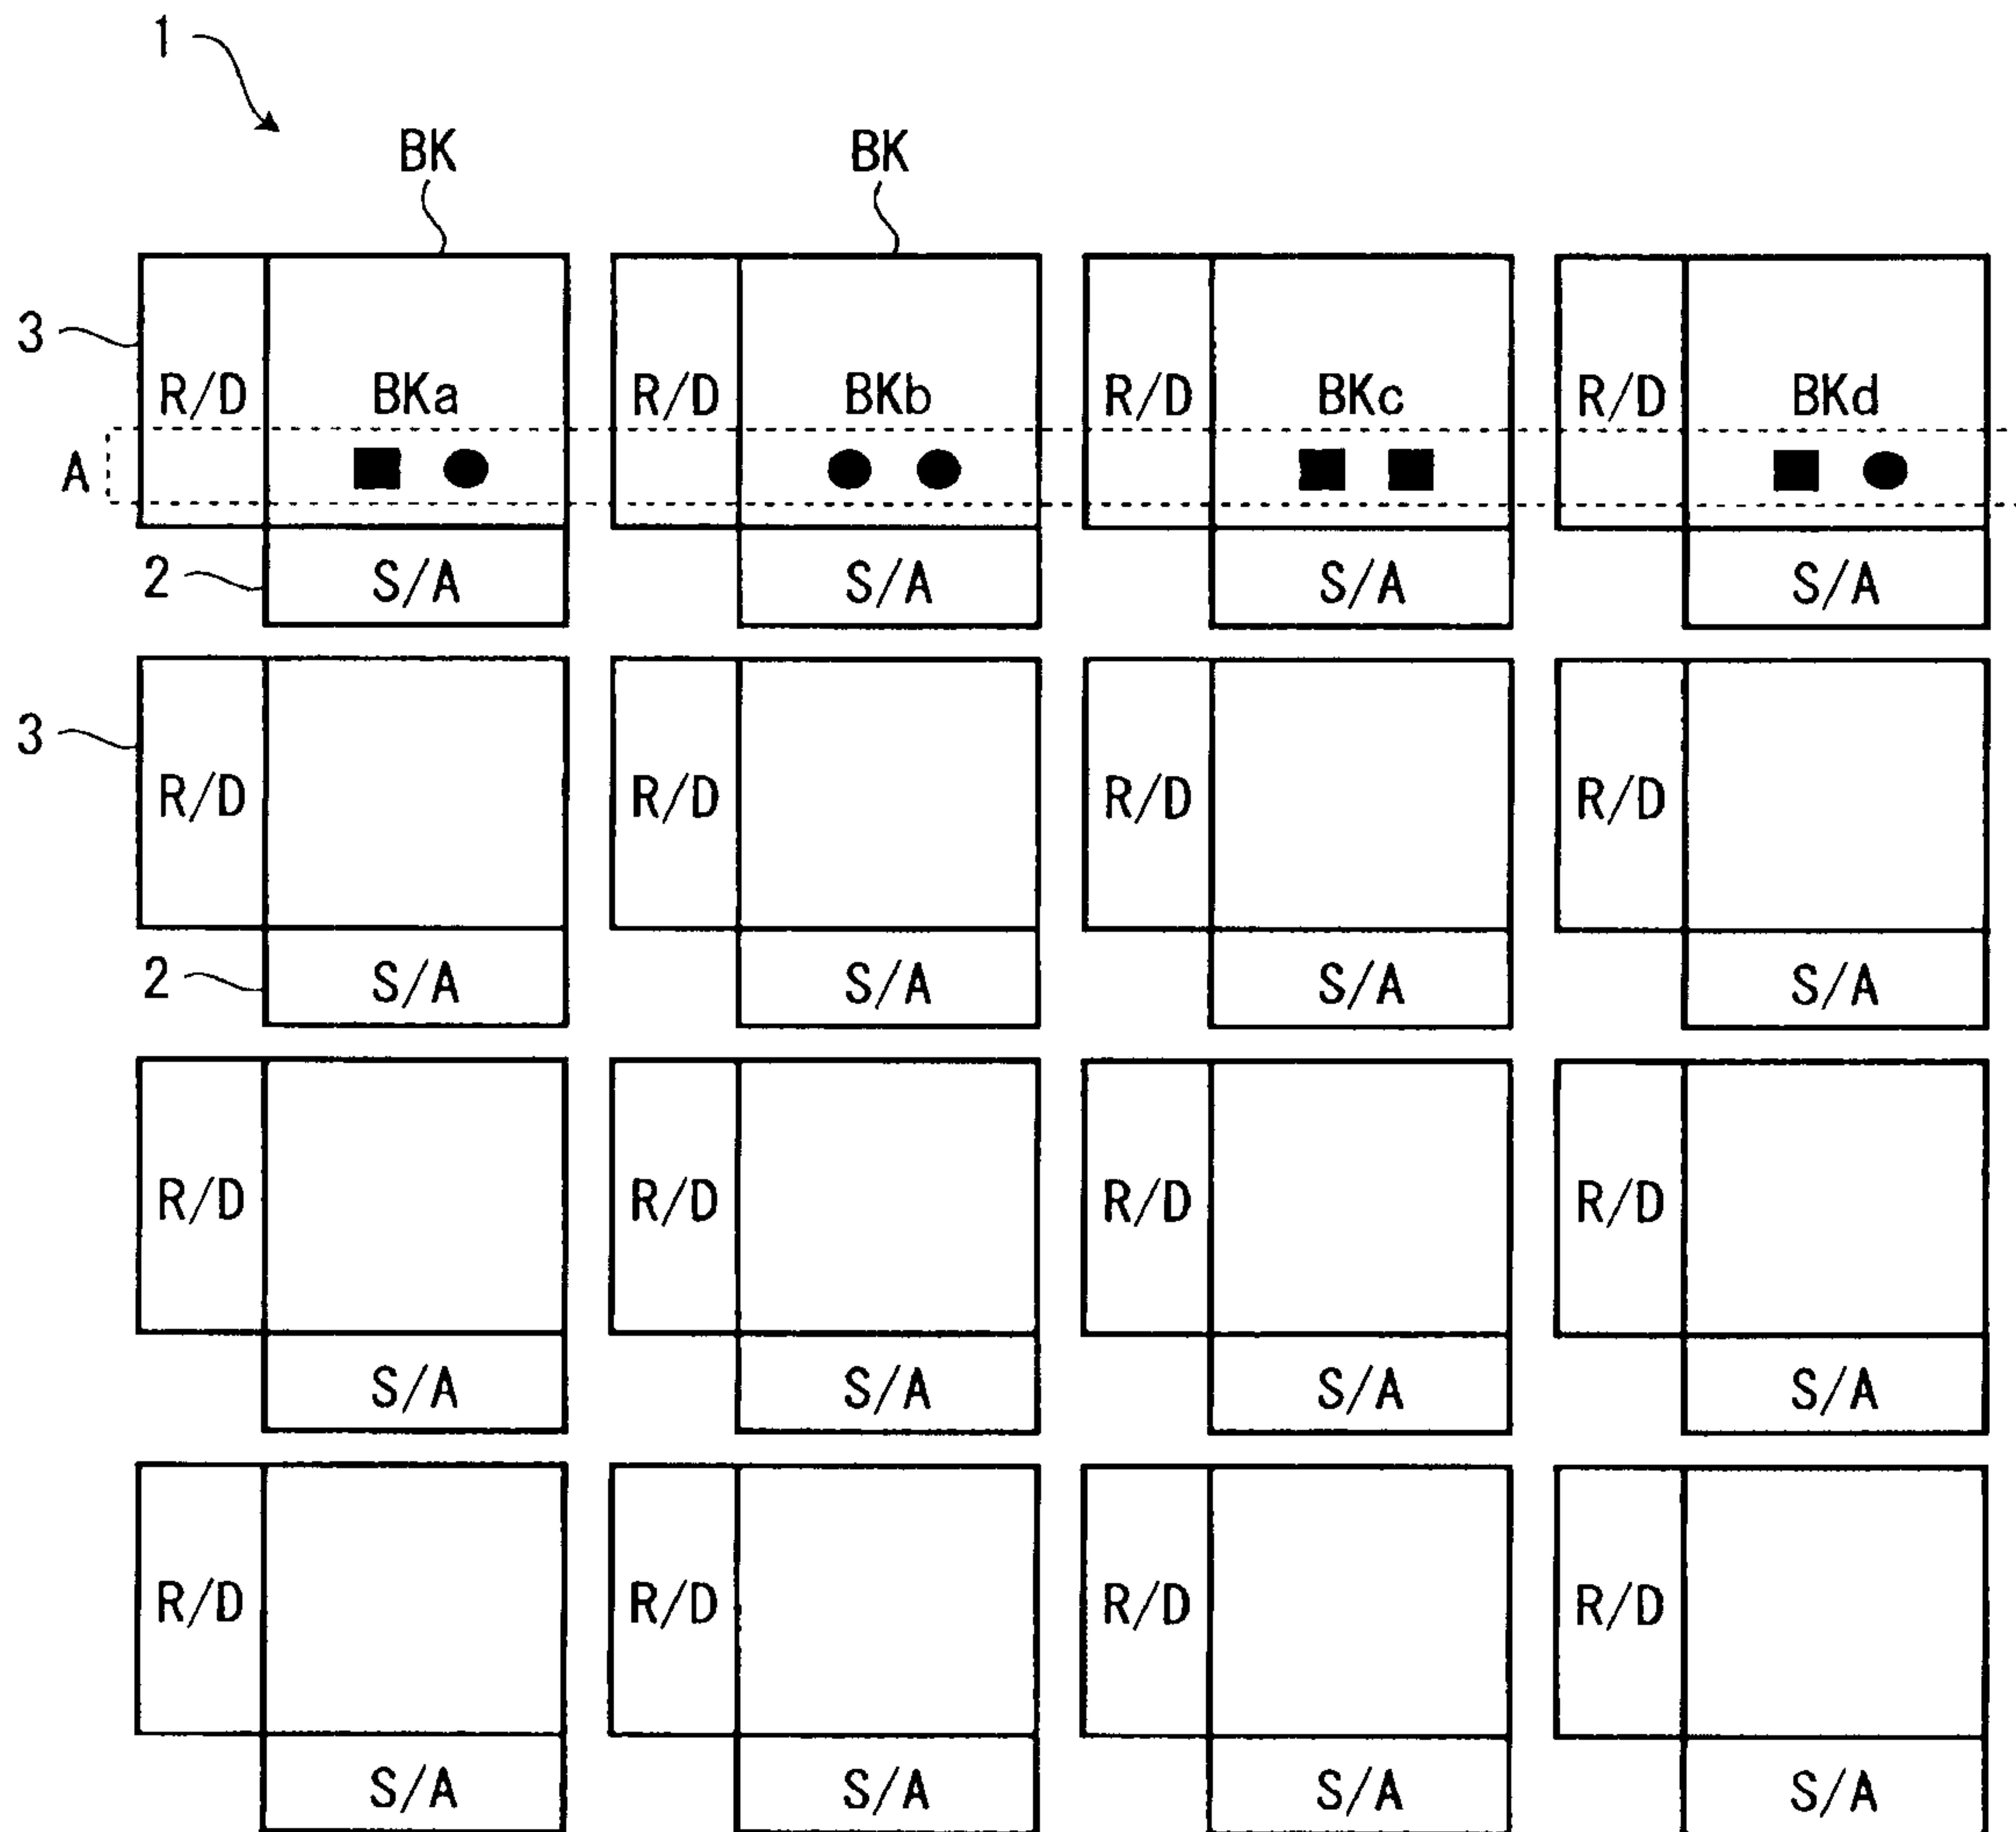 1
BK BK
3
R/D BKa R/D BKb R/D BKc R/D BKd
A
2 S/A S/A S/A S/A
3
R/D R/D R/D R/D
2 S/A S/A S/A S/A
R/D R/D R/D R/D
S/A S/A S/A S/A
R/D R/D R/D R/D
S/A S/A S/A S/A